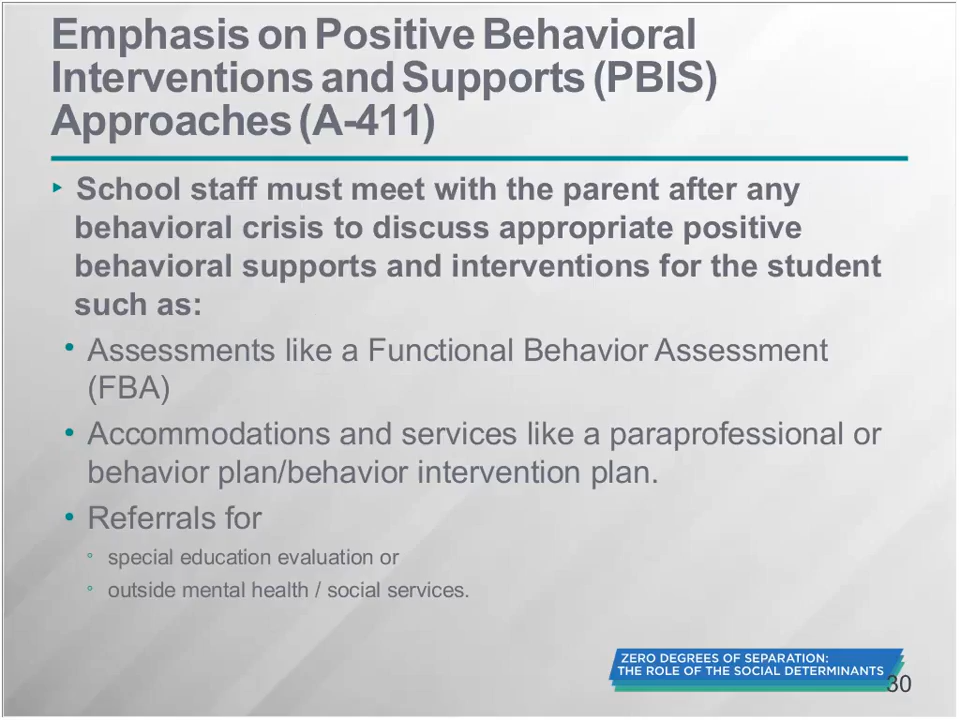 Emphasis on Positive Behavioral
Interventions and Supports (PBIS)
Approaches (A-411)
‣ School staff must meet with the parent after any
behavioral crisis to discuss appropriate positive
behavioral supports and interventions for the student
such as:
• Assessments like a Functional Behavior Assessment
(FBA)
• Accommodations and services like a paraprofessional or
behavior plan/behavior intervention plan.
• Referrals for
◦ special education evaluation or
◦ outside mental health / social services.
ZERO DEGREES OF SEPARATION:
THE ROLE OF THE SOCIAL DETERMINANTS
30